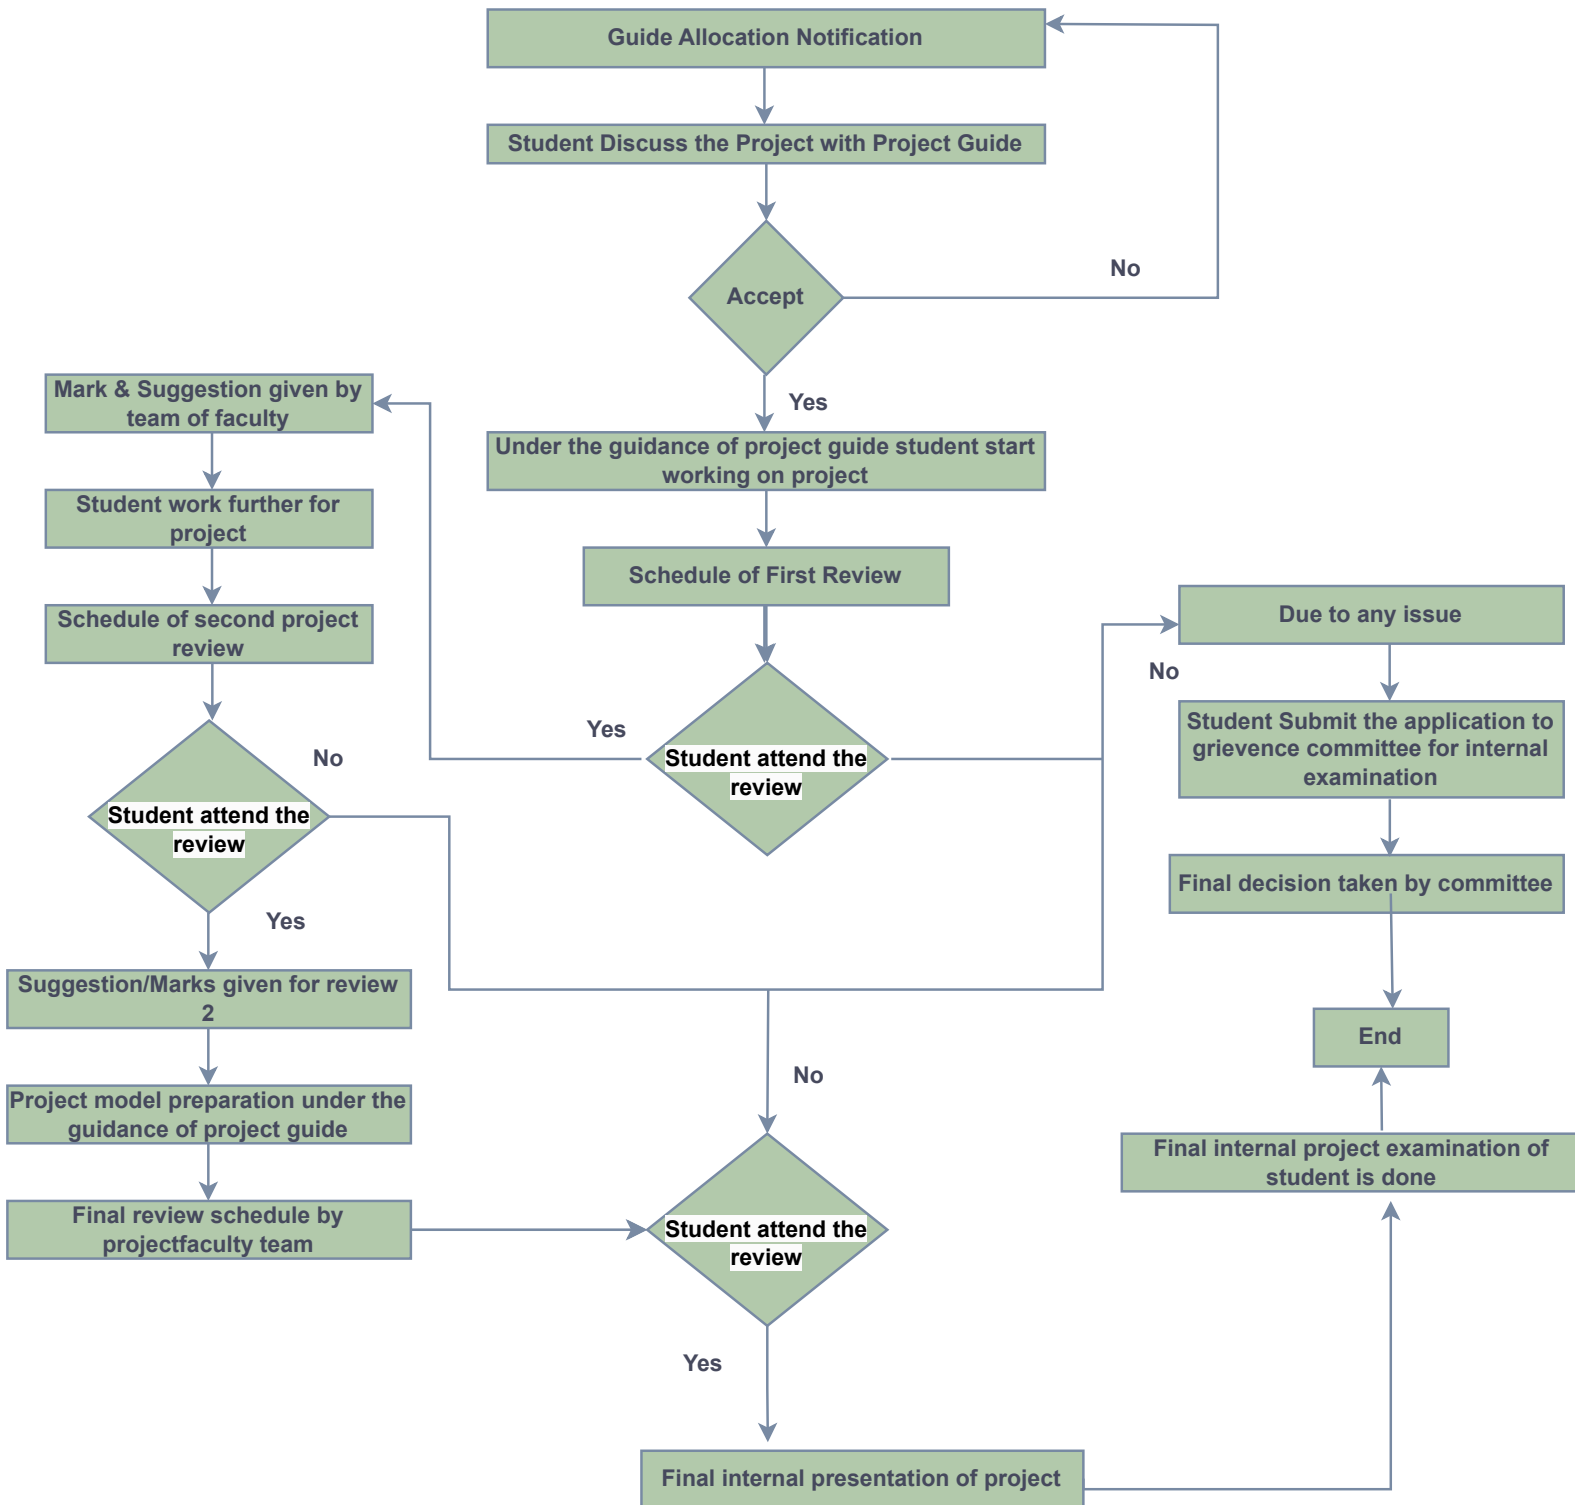 Guide Allocation Notification
Student Discuss the Project with Project Guide
No
Accept
Mark & Suggestion given by
team of faculty
Yes
Under the guidance of project guide student start
working on project
Student work further for
project
Schedule of First Review
Schedule of second project
review
Due to any issue
No
Student Submit the application to
grievence committee for internal
examination
Yes
Student attend the
review
No
Student attend the
review
Final decision taken by committee
Yes
Suggestion/Marks given for review
2
End
No
Project model preparation under the
guidance of project guide
Final internal project examination of
student is done
Final review schedule by
projectfaculty team
Student attend the
review
Yes
Final internal presentation of project